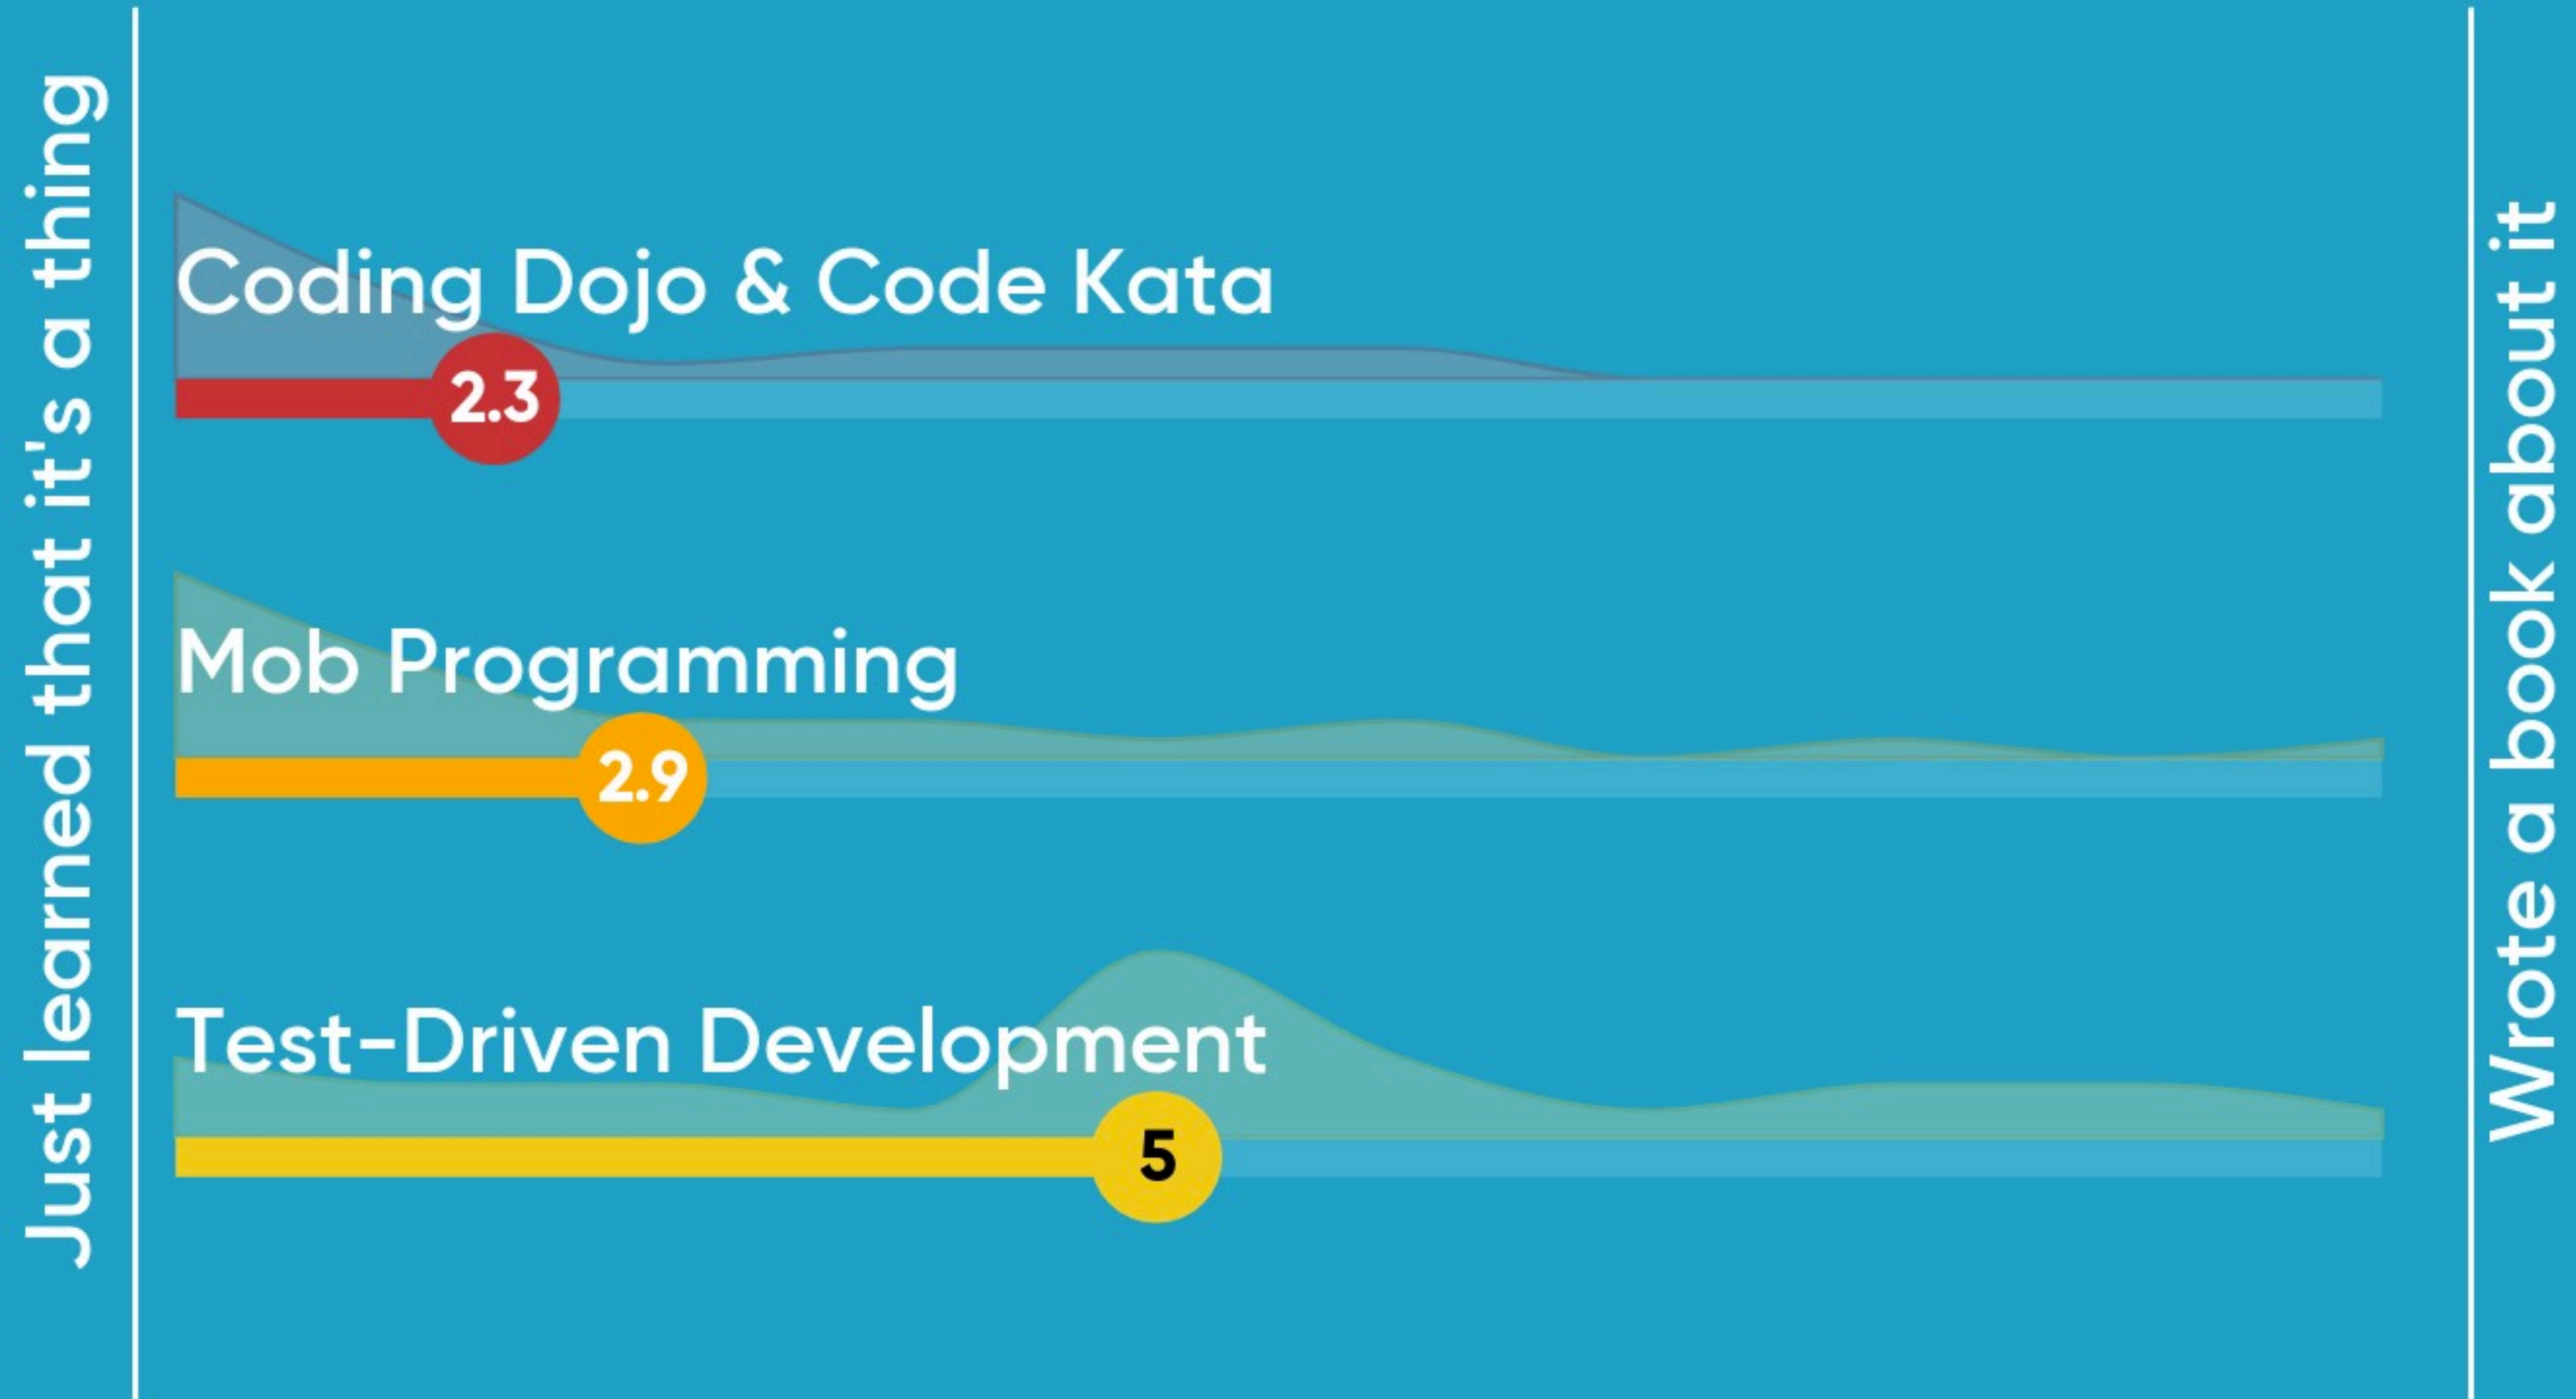 Just learned that it's a thing
Coding Dojo & Code Kata
2.3
Mob Programming
2.9
Test-Driven Development
5
Wrote a book about it